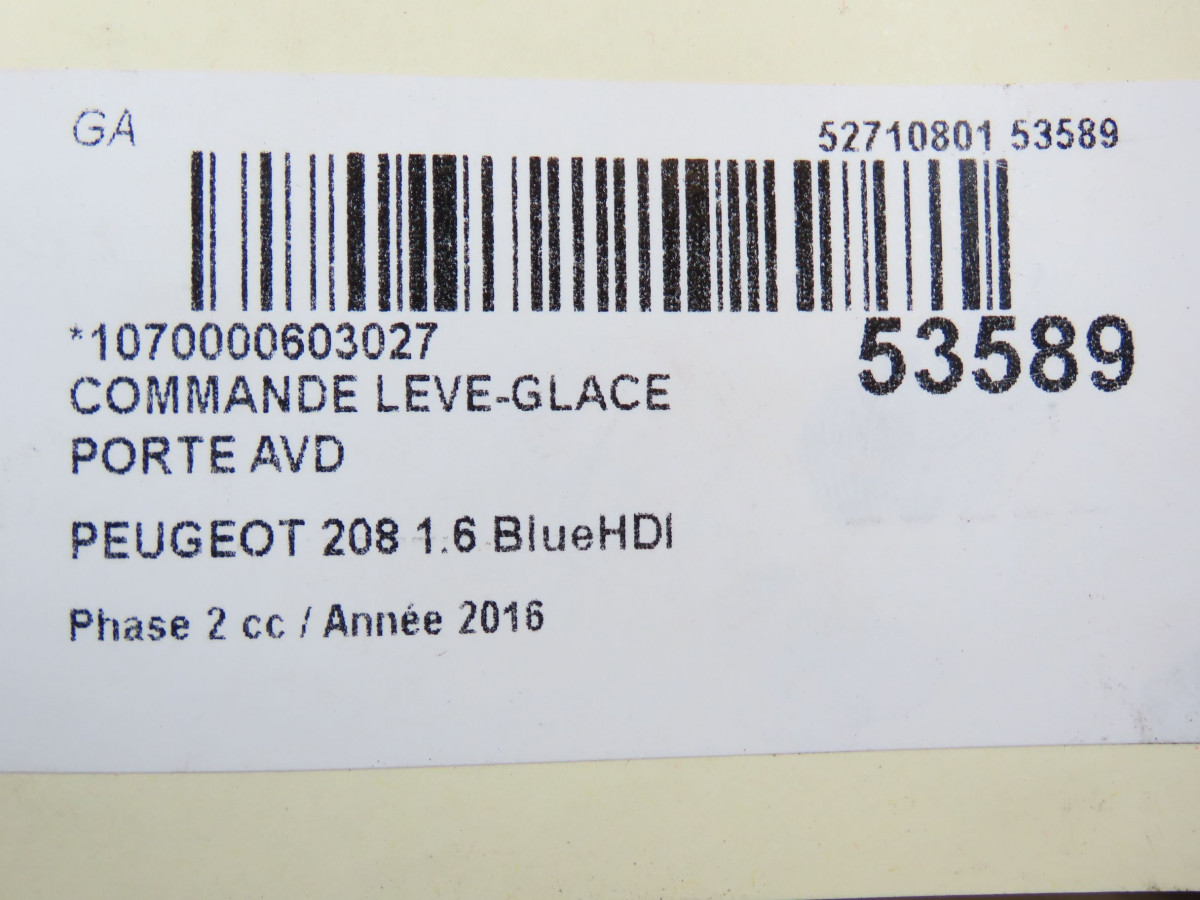 GA
52710801 53589
*1070000603027
53589
COMMANDE LEVE-GLACE
PORTE AVD
PEUGEOT 208 1.6 BlueHDI
Phase 2 cc / Année 2016